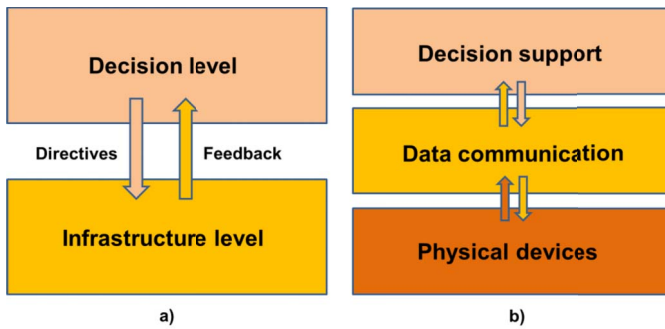 Decision level
Directives
Feedback
Infrastructure level
a)
Decision support
Data communication
Physical devices
b)